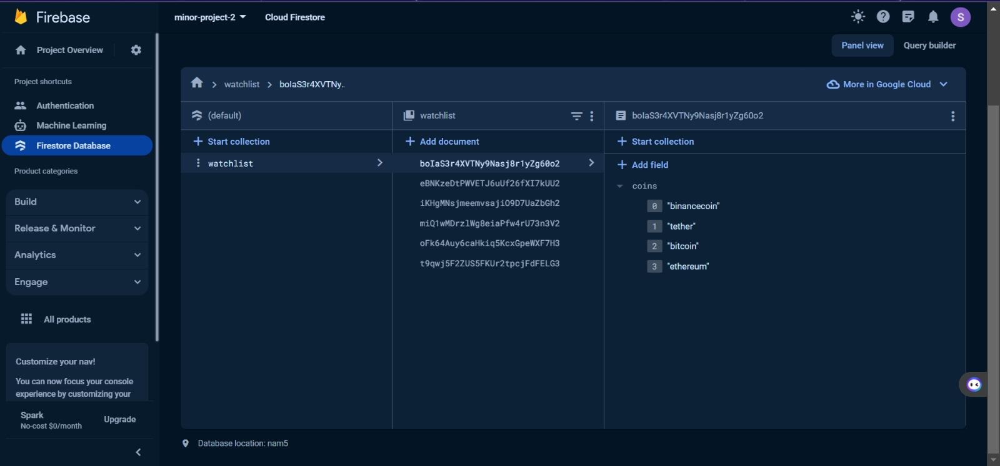 Firebase
minor-project-2
Cloud Firestore
S
Project Overview
Panel view
Query builder
Project shortcuts
Authentication
Machine Learning
Firestore Database
Product categories
Build
Release & Monitor
Analytics
Engage
All products
Customize your nav!
You can now focus your console
experience by customizing your
Spark
No-cost $0/month
Upgrade
watchlist
boIaS3r4XVTNy..
More in Google Cloud
(default)
Start collection
watchlist
watchlist
Add document
boIaS3r4XVTNy9Nasj8r1yZg60o2
eBNKzeDtPWVETJ6uUf26fXI7kUU2
iKHgMNsjmeemvsajiO9D7UaZbGh2
miQ1wMDrzlWg8eiaPfw4rU73n3V2
oFk64Auy6caHkiq5KcxGpeWXF7H3
t9qwj5F2ZUS5FKUr2tpcjFdFELG3
boIaS3r4XVTNy9Nasj8r1yZg60o2
Start collection
Add field
coins
0 "binancecoin"
1 "tether"
2 "bitcoin"
3 "ethereum"
Database location: nam5